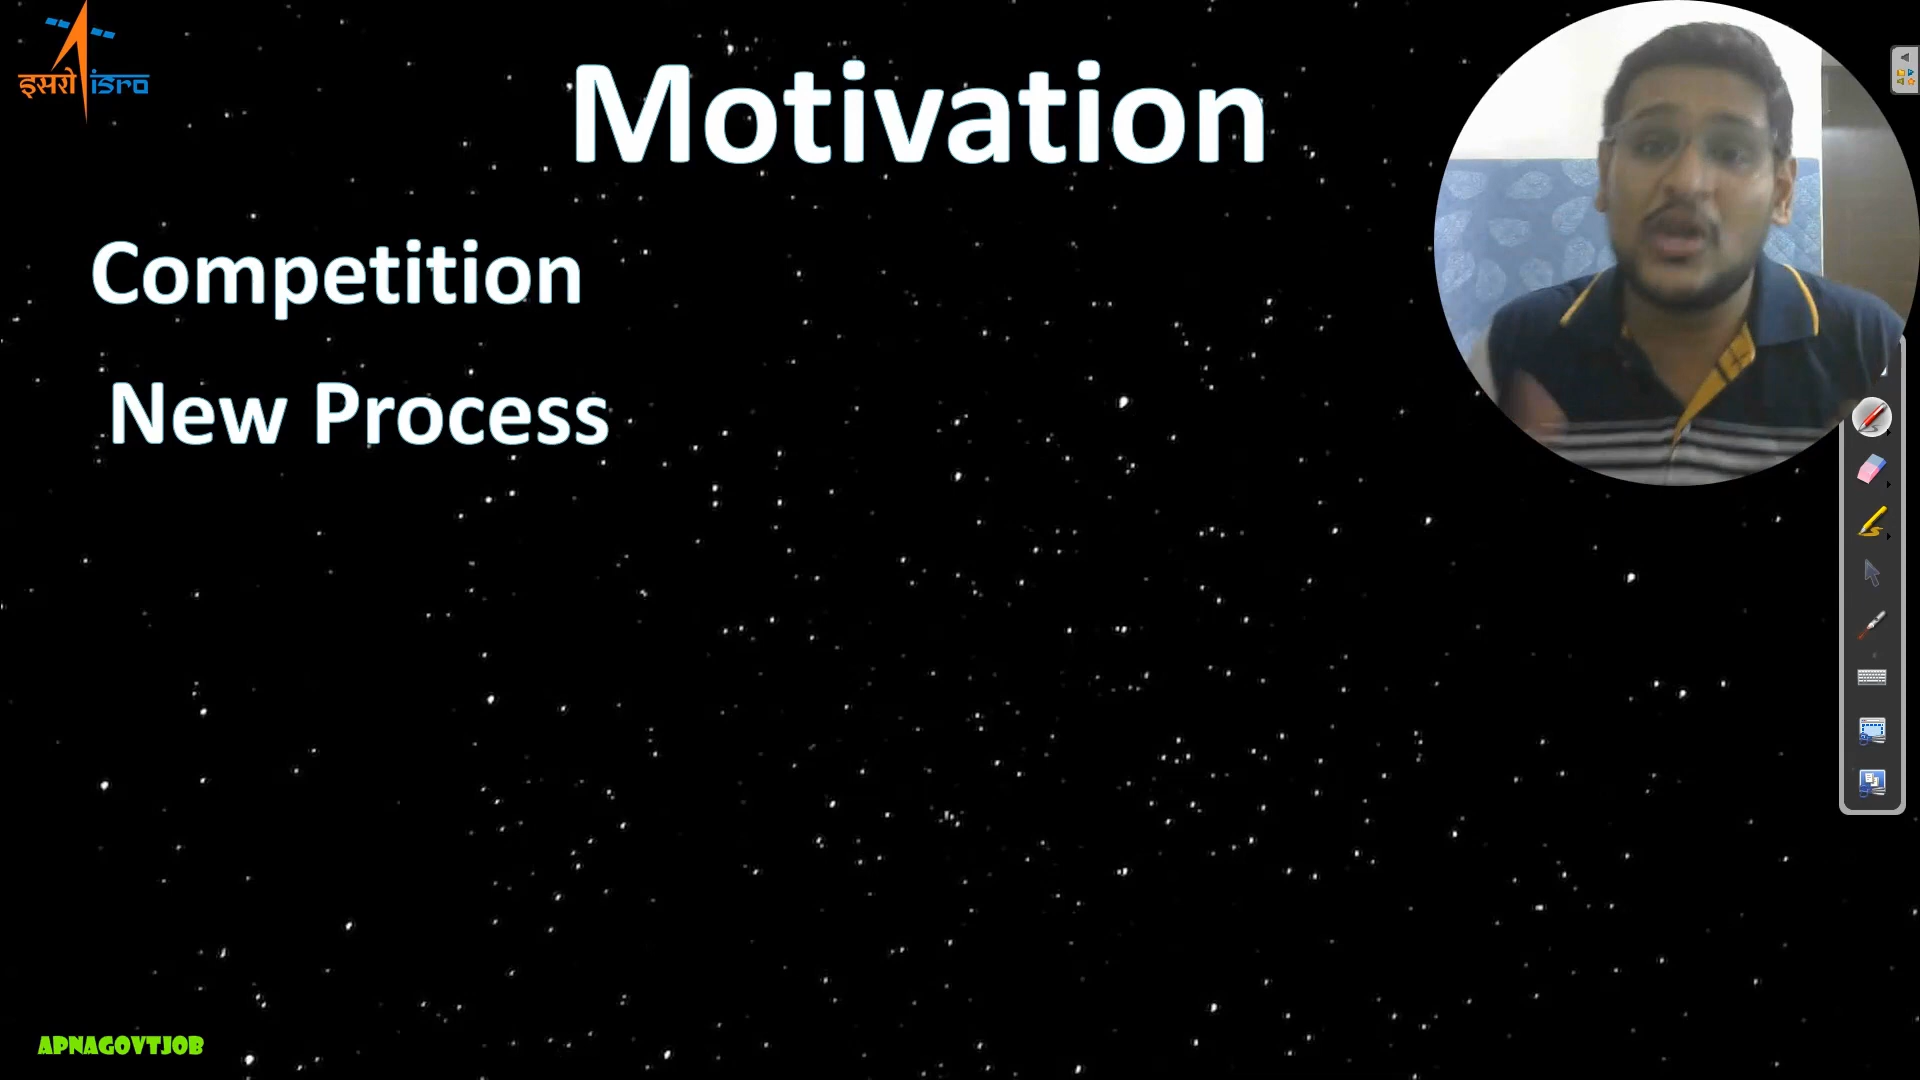 इसरो isro
Motivation
Competition
New Process
APNAGOVTJOB